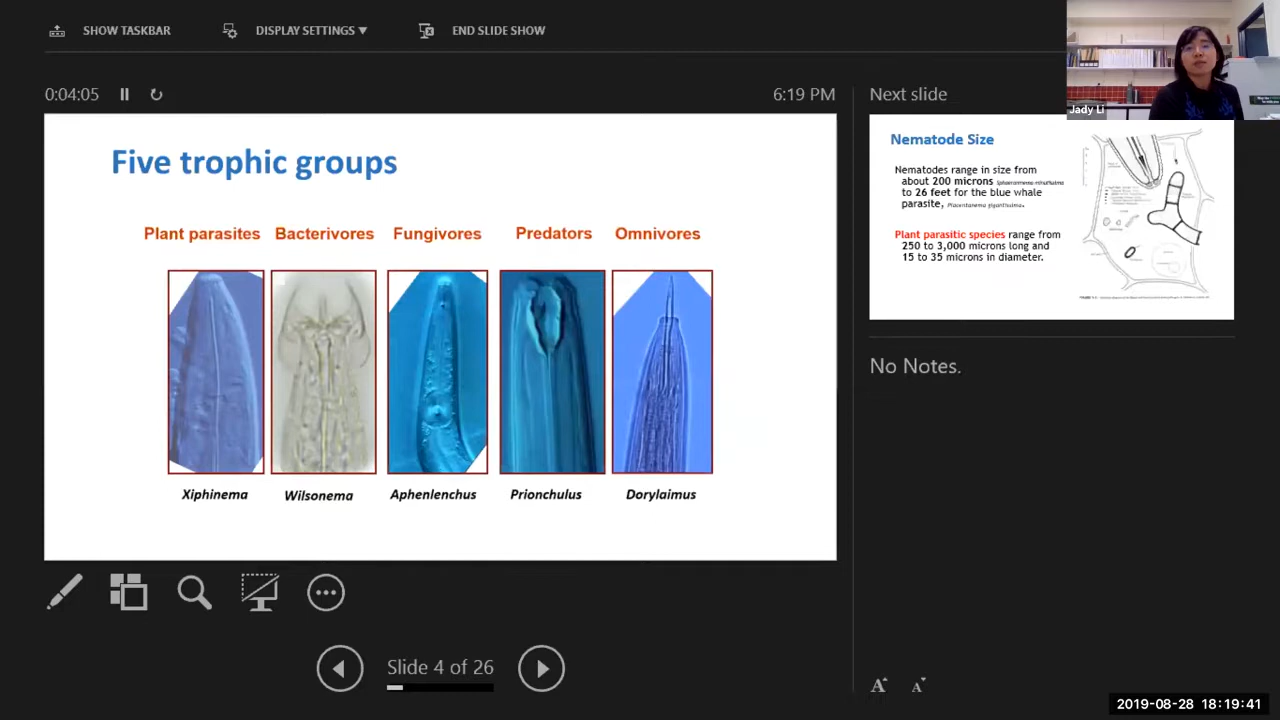 SHOW TASKBAR
DISPLAY SETTINGS ▼
END SLIDE SHOW
0:04:05
6:19 PM
Next slide
Jady Li
Five trophic groups
Plant parasites
Bacterivores
Fungivores
Predators
Omnivores
Xiphinema
Wilsonema
Aphenlenchus
Prionchulus
Dorylaimus
Nematode Size
Nematodes range in size from
about 200 microns
to 26 feet for the blue whale
parasite, Placentanema gigantissima.
Plant parasitic species range from
250 to 3,000 microns long and
15 to 35 microns in diameter.
No Notes.
Slide 4 of 26
A A
2019-08-28 18:19:41